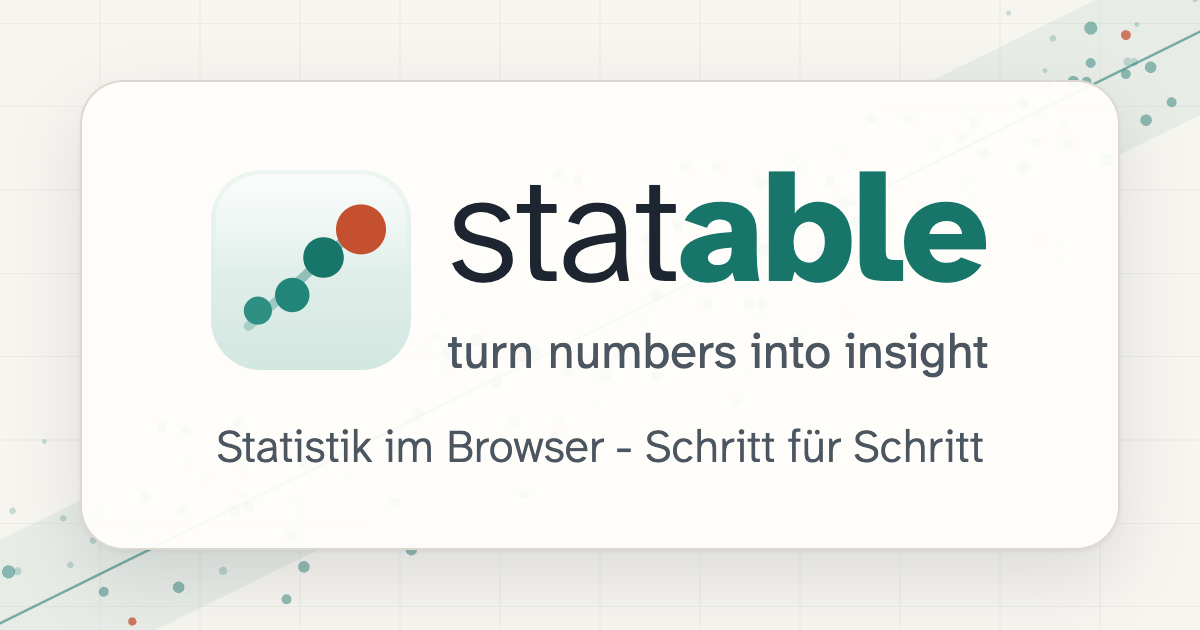 statable
turn numbers into insight
Statistik im Browser - Schritt für Schritt